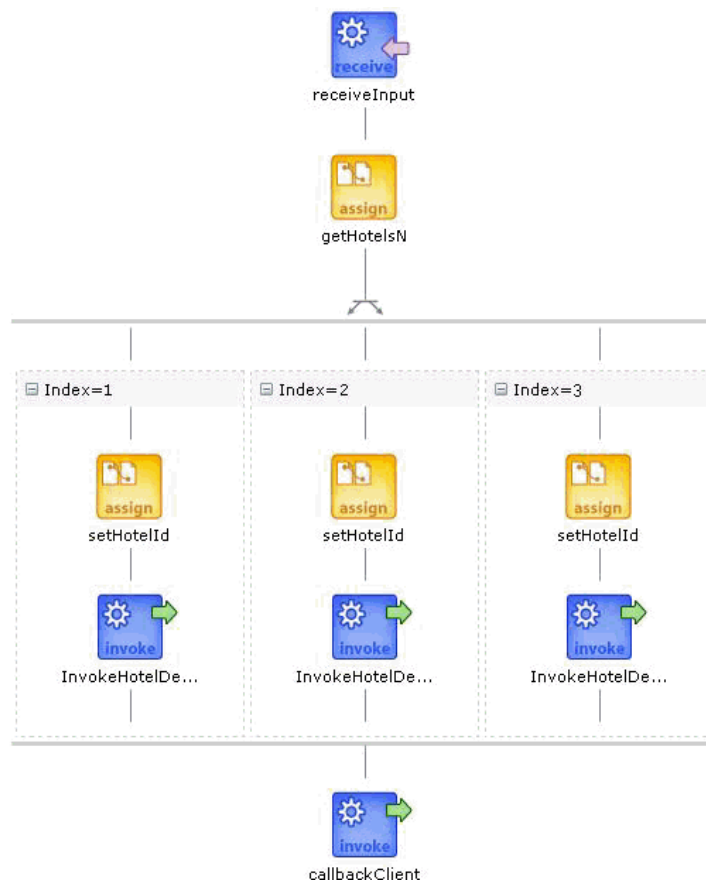 receive
receiveInput
assign
getHotelsN
Index=1 Index=2 Index=3
assign assign assign
setHotelId setHotelId setHotelId
invoke invoke invoke
InvokeHotelDe... InvokeHotelDe... InvokeHotelDe...
invoke
callbackClient